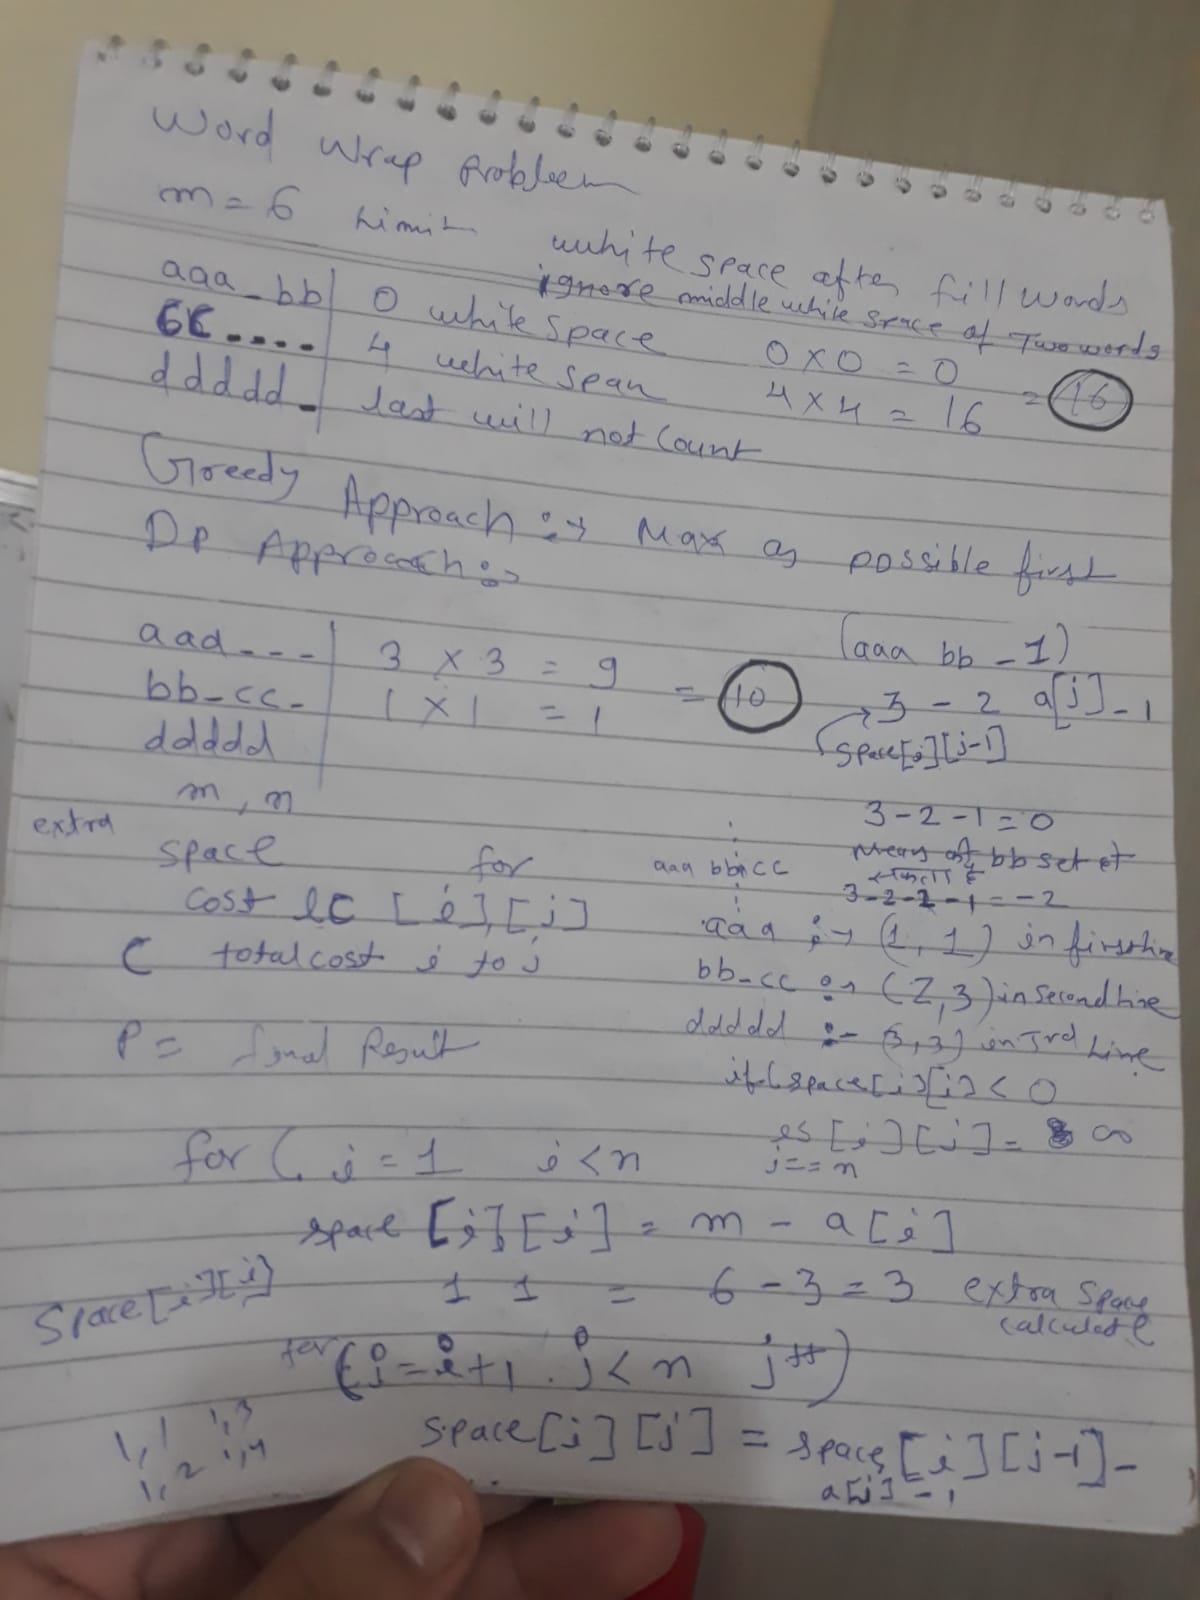 Word Wrap Problem
m = 6 Limit white space after fill words
ignore middle white space of Two words
aaa_bb | 0 white space 0 x 0 = 0
cc.... | 4 white span 4 x 4 = 16 = 16
ddddd_ | last will not count
Greedy Approach :→ Max as possible first
Dp Approach :→
aad--- | 3 x 3 = 9 = 10 (aaa bb - 1)
bb_cc_ | 1 x 1 = 1 → 3 - 2 a[j] - 1
ddddd space[i][j-1]
m, n 3 - 2 - 1 = 0
extra space for aaa bb cc Means bb set at
3 - 2 - 2 - 1 = -2
cost lc [i],[j] aaa :→ (1, 1) in first line
C total cost i to j bb_cc :→ (2,3) in second line
ddddd :- 3,3) in 3rd Line
P = final Result
if(space[i][j] < 0
ls [i][j] = ∞
j == n
for (, i = 1 i < n
space [i][i] = m - a[i]
space[i][i] 1 1 = 6 - 3 = 3 extra space
calculate
for (j = i + 1 . j < n j++)
1,1 1,3 space[i][j] = space[i][j-1] -
1,2 1,4 a[j] - 1